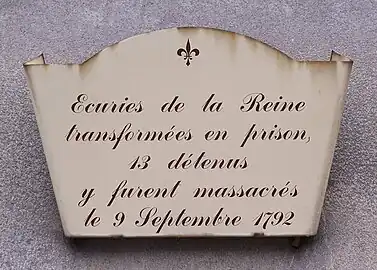 Ecuries de la Reine
transformées en prison,
13 détenus
y furent massacrés
le 9 Septembre 1792